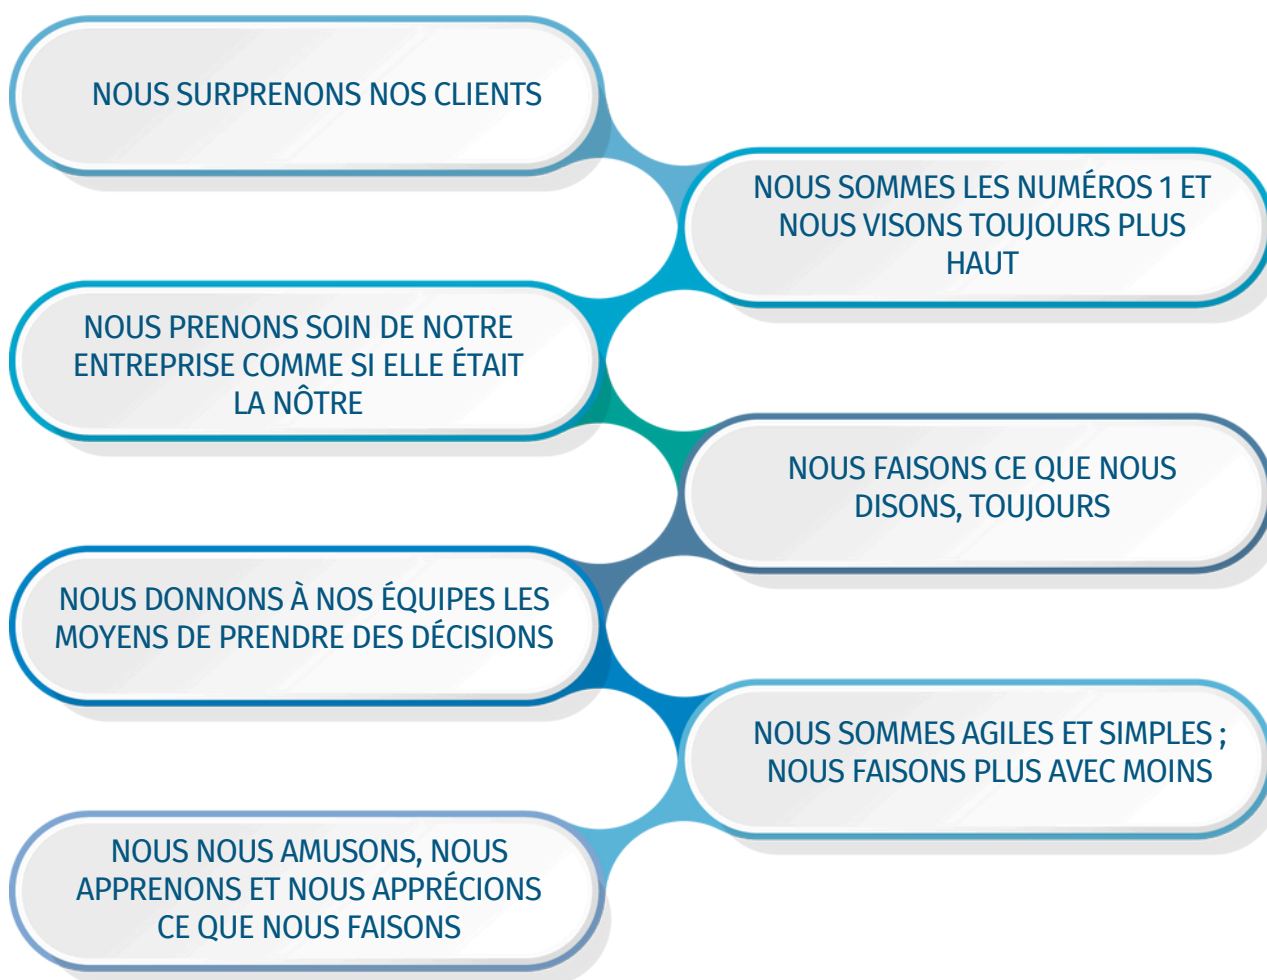 NOUS SURPRENONS NOS CLIENTS
NOUS SOMMES LES NUMÉROS 1 ET
NOUS VISONS TOUJOURS PLUS
HAUT
NOUS PRENONS SOIN DE NOTRE
ENTREPRISE COMME SI ELLE ÉTAIT
LA NÔTRE
NOUS FAISONS CE QUE NOUS
DISONS, TOUJOURS
NOUS DONNONS À NOS ÉQUIPES LES
MOYENS DE PRENDRE DES DÉCISIONS
NOUS SOMMES AGILES ET SIMPLES ;
NOUS FAISONS PLUS AVEC MOINS
NOUS NOUS AMUSONS, NOUS
APPRENONS ET NOUS APPRÉCIONS
CE QUE NOUS FAISONS